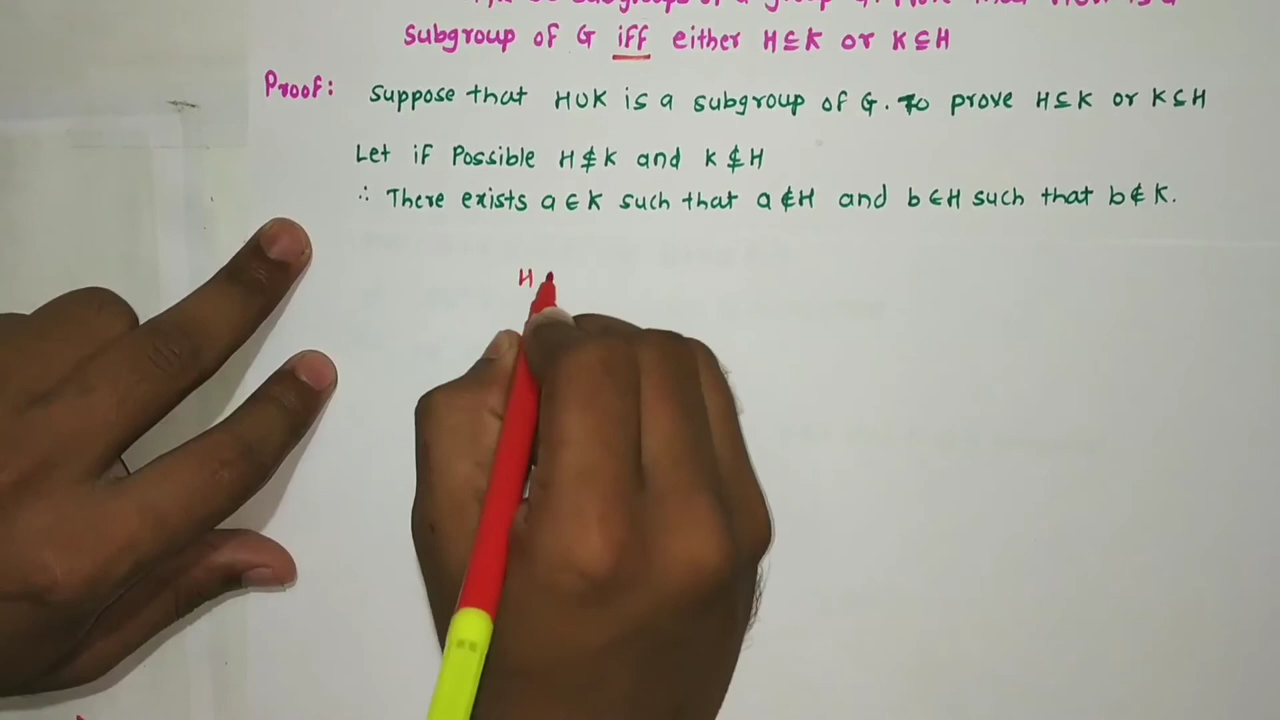 subgroup of G iff either H⊆K or K⊆H
Proof: Suppose that H∪K is a subgroup of G. To prove H⊆K or K⊆H
Let if Possible H⊈K and K⊈H
∴ There exists a∈K such that a∉H and b∈H such that b∉K.
H